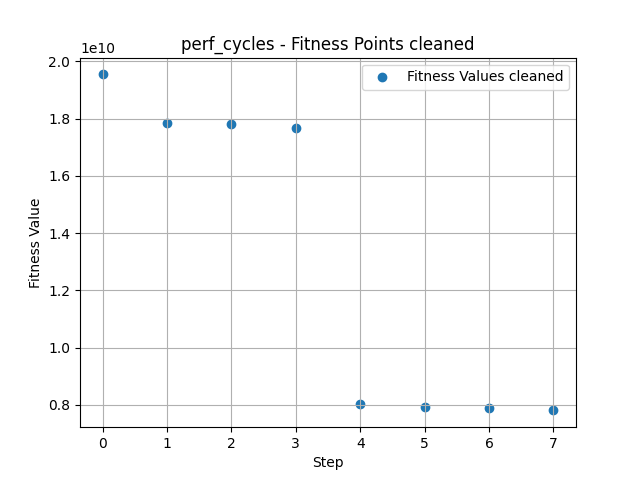 perf_cycles - Fitness Points cleaned
1e10
2.0
1.8
1.6
1.4
1.2
1.0
0.8
Fitness Value
Fitness Values cleaned
0 1 2 3 4 5 6 7
Step